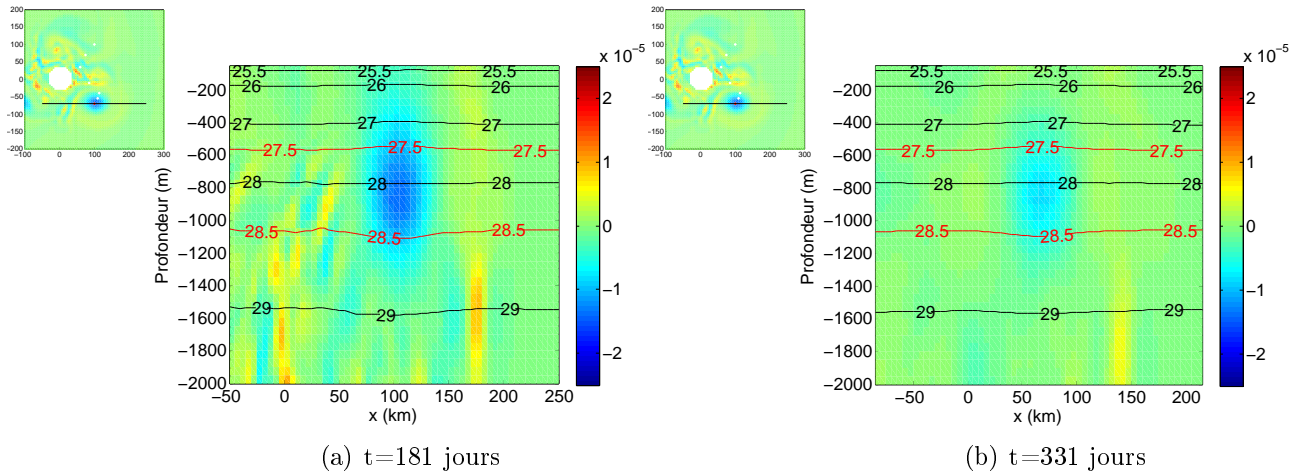 200
150
100
50
0
−50
−100
−150
−200
−100 0 100 200 300
x 10⁻⁵
25.5 25.5 25.5
26 26 26
27 27 27
27.5 27.5 27.5
28 28 28
28.5 28.5 28.5
29 29 29
−200
−400
−600
−800
−1000
−1200
−1400
−1600
−1800
−2000
Profondeur (m)
−50 0 50 100 150 200 250
x (km)
2
1
0
−1
−2
(a) t=181 jours
200
150
100
50
0
−50
−100
−150
−200
−100 0 100 200 300
x 10⁻⁵
25.5 25.5 25.5
26 26 26
27 27 27
27.5 27.5 27.5
28 28 28
28.5 28.5 28.5
29 29 29
−200
−400
−600
−800
−1000
−1200
−1400
−1600
−1800
−2000
Profondeur (m)
−50 0 50 100 150 200
x (km)
2
1
0
−1
−2
(b) t=331 jours